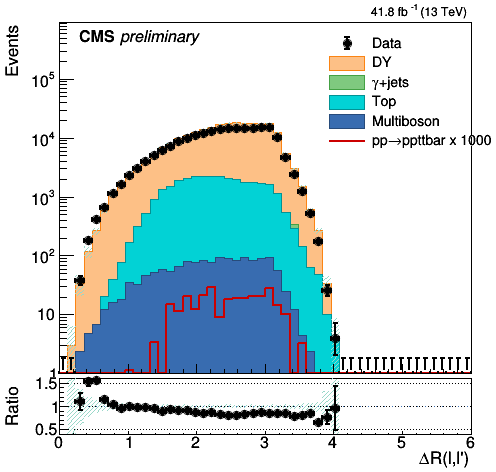 41.8 fb⁻¹ (13 TeV)
CMS preliminary
Events
Data
DY
γ+jets
Top
Multiboson
pp→ppttbar x 1000
10⁵
10⁴
10³
10²
10
1
Ratio
1.5
1
0.5
0 1 2 3 4 5 6
ΔR(l,l')